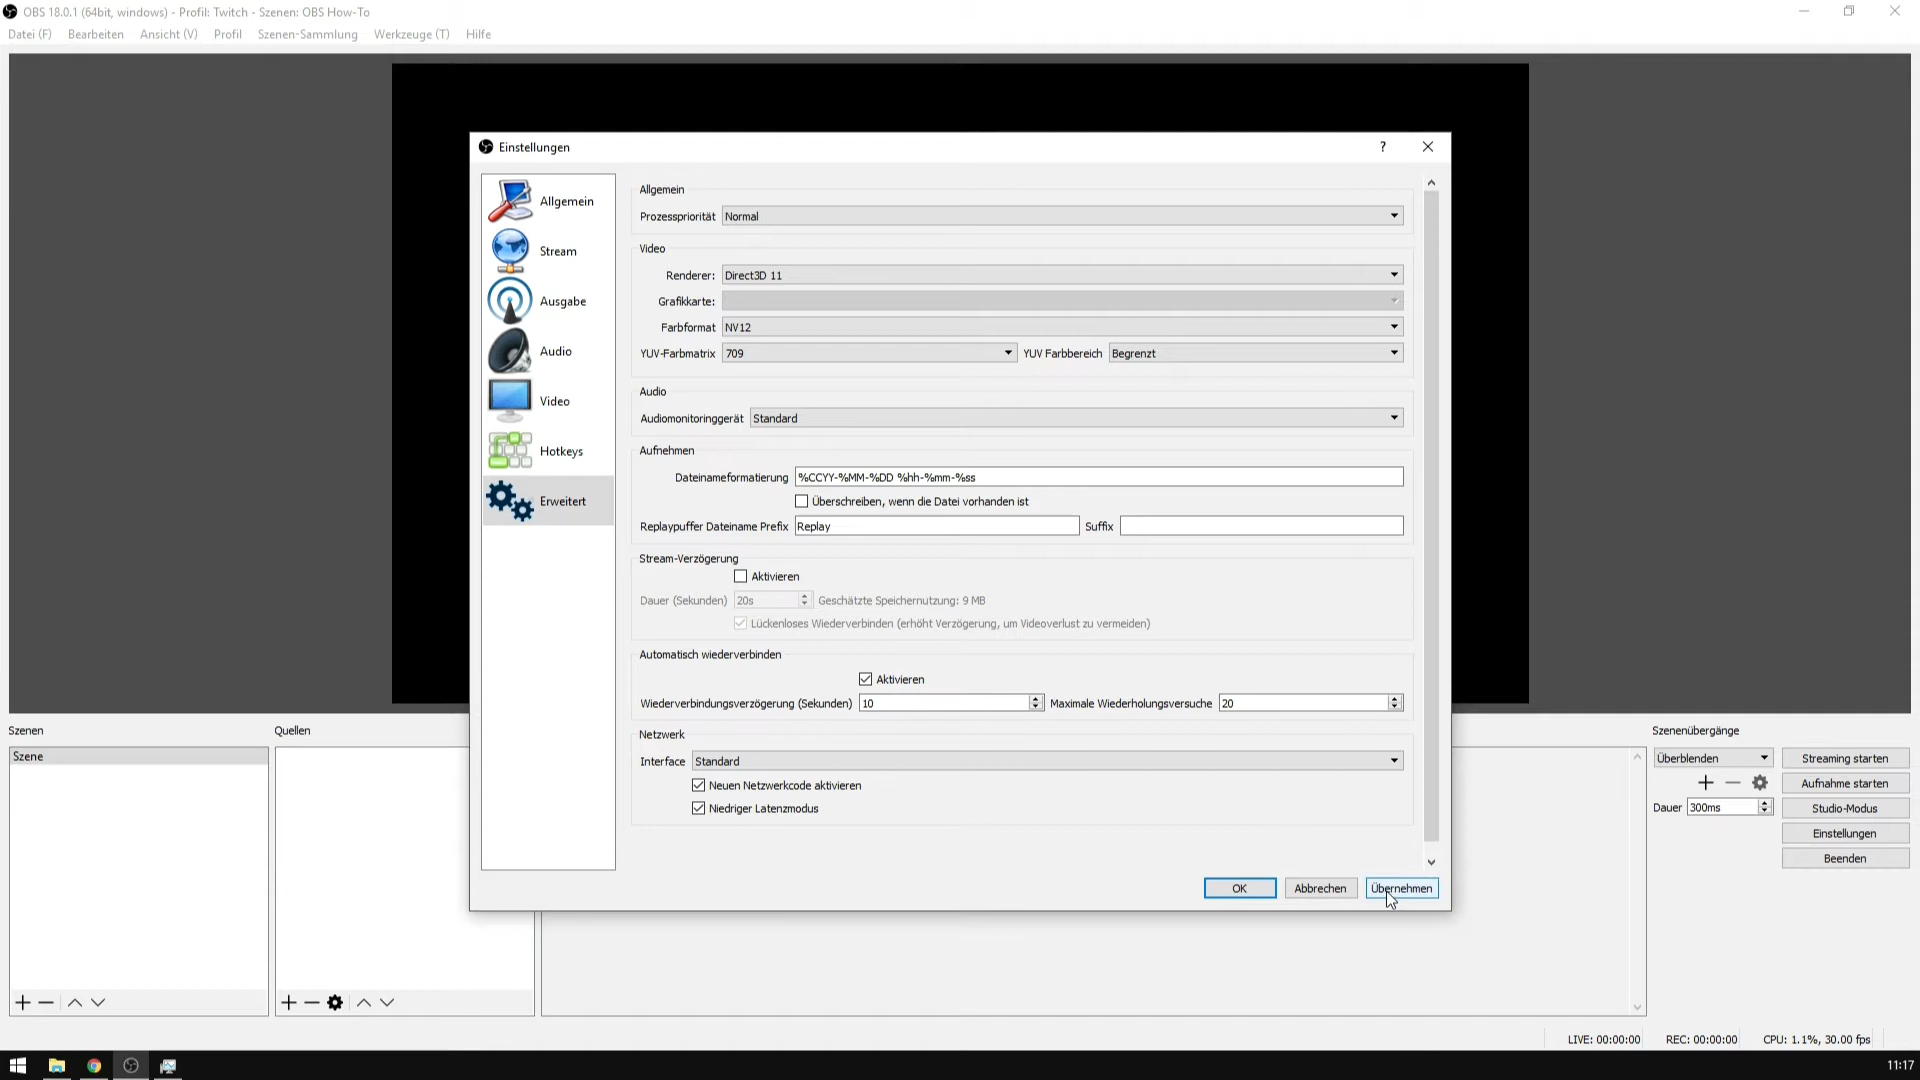 OBS 18.0.1 (64bit, windows) - Profil: Twitch - Szenen: OBS How-To
Datei (F) Bearbeiten Ansicht (V) Profil Szenen-Sammlung Werkzeuge (T) Hilfe
Einstellungen ?
Allgemein
Stream
Ausgabe
Audio
Video
Hotkeys
Erweitert
Allgemein
Prozesspriorität Normal
Video
Renderer: Direct3D 11
Grafikkarte:
Farbformat NV12
YUV-Farbmatrix 709 YUV Farbbereich Begrenzt
Audio
Audiomonitoringgerät Standard
Aufnehmen
Dateinameformatierung %CCYY-%MM-%DD %hh-%mm-%ss
Überschreiben, wenn die Datei vorhanden ist
Replaypuffer Dateiname Prefix Replay Suffix
Stream-Verzögerung
Aktivieren
Dauer (Sekunden) 20s Geschätzte Speichernutzung: 9 MB
Lückenloses Wiederverbinden (erhöht Verzögerung, um Videoverlust zu vermeiden)
Automatisch wiederverbinden
Aktivieren
Wiederverbindungsverzögerung (Sekunden) 10 Maximale Wiederholungsversuche 20
Netzwerk
Interface Standard
Neuen Netzwerkcode aktivieren
Niedriger Latenzmodus
OK Abbrechen Übernehmen
Szenen
Szene
Quellen
Szenenübergänge
Überblenden
Dauer 300ms
Streaming starten
Aufnahme starten
Studio-Modus
Einstellungen
Beenden
LIVE: 00:00:00 REC: 00:00:00 CPU: 1.1%, 30.00 fps
11:17